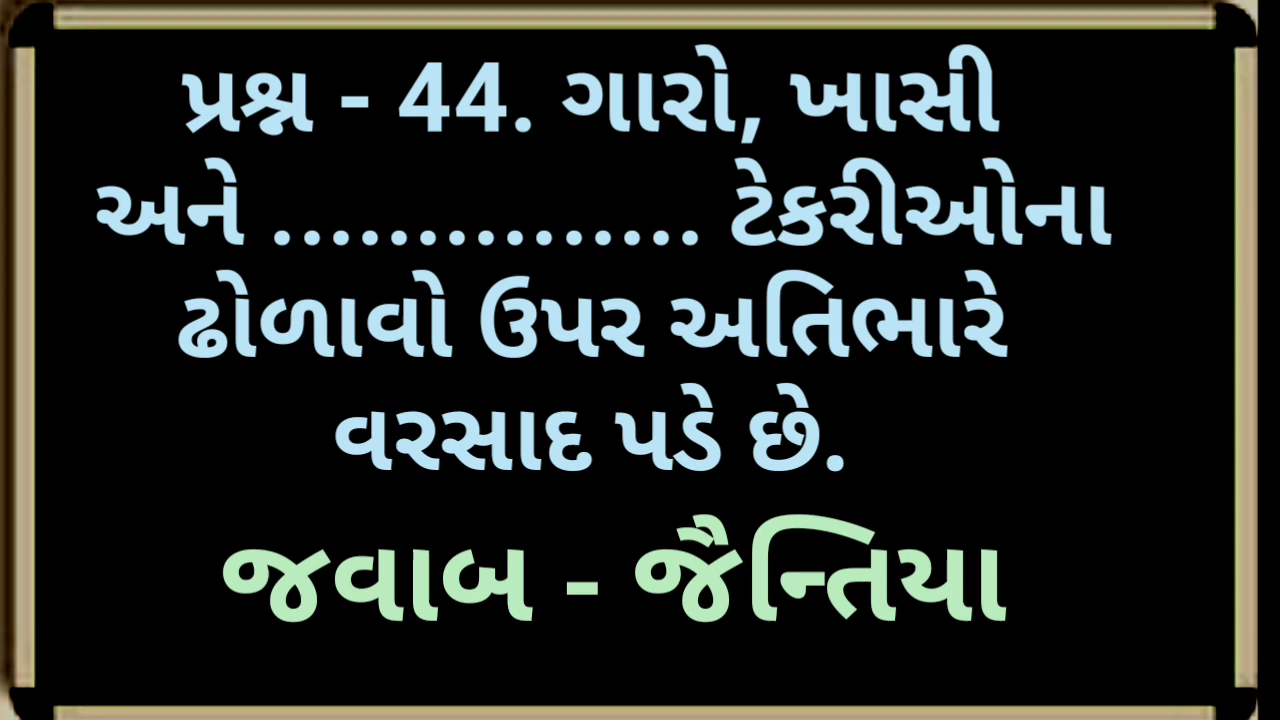 પ્રશ્ન - 44. ગારો, ખાસી
અને ............... ટેકરીઓના
ઢોળાવો ઉપર અતિભારે
વરસાદ પડે છે.
જવાબ - જૈન્તિયા